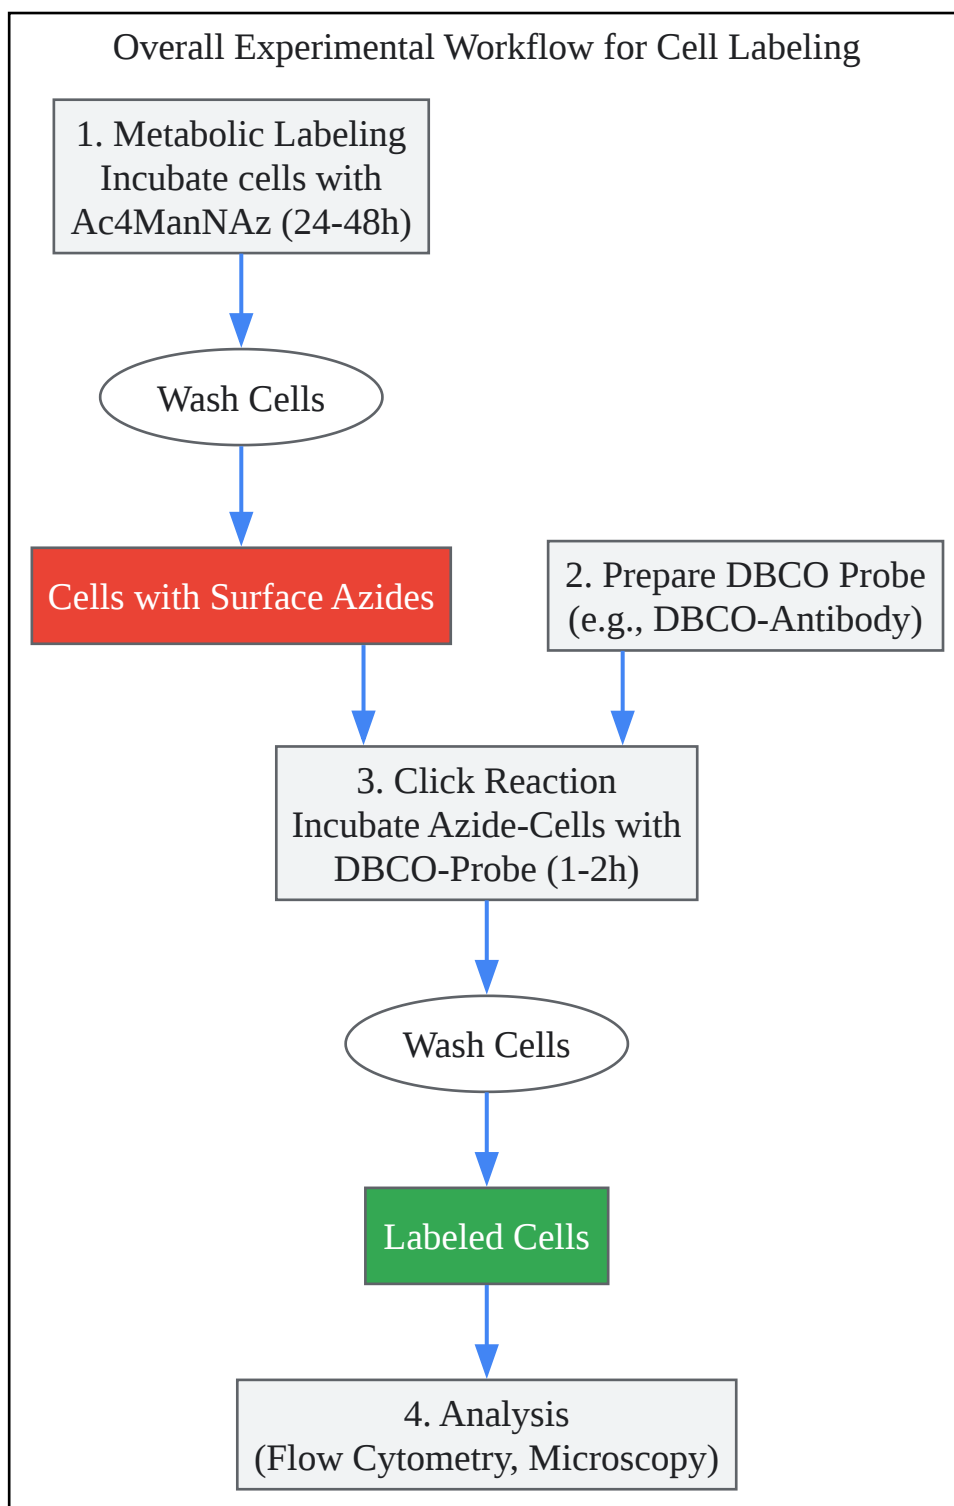 Overall Experimental Workflow for Cell Labeling
1. Metabolic Labeling
Incubate cells with
Ac4ManNAz (24-48h)
Wash Cells
Cells with Surface Azides
2. Prepare DBCO Probe
(e.g., DBCO-Antibody)
3. Click Reaction
Incubate Azide-Cells with
DBCO-Probe (1-2h)
Wash Cells
Labeled Cells
4. Analysis
(Flow Cytometry, Microscopy)